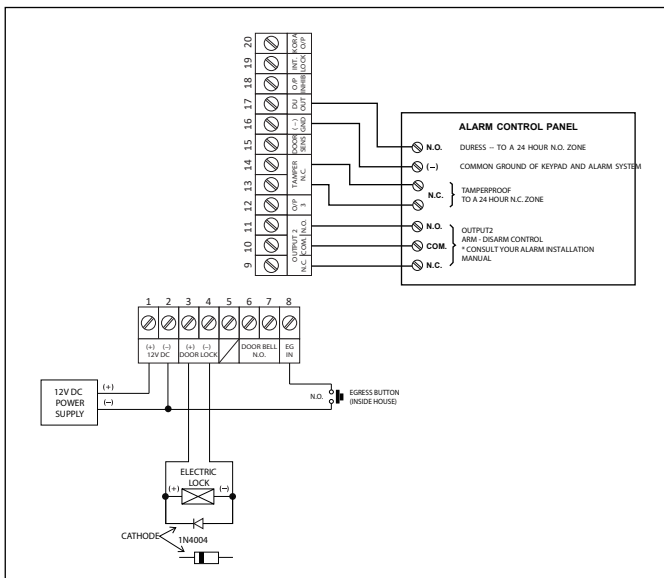 20 KORA O/P
19 INT. LOCK
18 O/P INHIB
17 DU OUT
16 (–) GND
15 DOOR SENS
14
13
TAMPER N.C.
12 O/P 3
11 N.O.
10 COM.
9 N.C
OUTPUT 2
ALARM CONTROL PANEL
N.O. DURESS -- TO A 24 HOUR N.O. ZONE
(–) COMMON GROUND OF KEYPAD AND ALARM SYSTEM
N.C. TAMPERPROOF
TO A 24 HOUR N.C. ZONE
N.O. OUTPUT2
ARM - DISARM CONTROL
COM. * CONSULT YOUR ALARM INSTALLATION
MANUAL
N.C.
1 2 3 4 5 6 7 8
(+) (–) (+) (–) DOOR BELL EG
12V DC DOOR LOCK N.O. IN
12V DC
POWER
SUPPLY
(+)
(–)
N.O.
EGRESS BUTTON
(INSIDE HOUSE)
ELECTRIC
LOCK
(+) (–)
CATHODE 1N4004